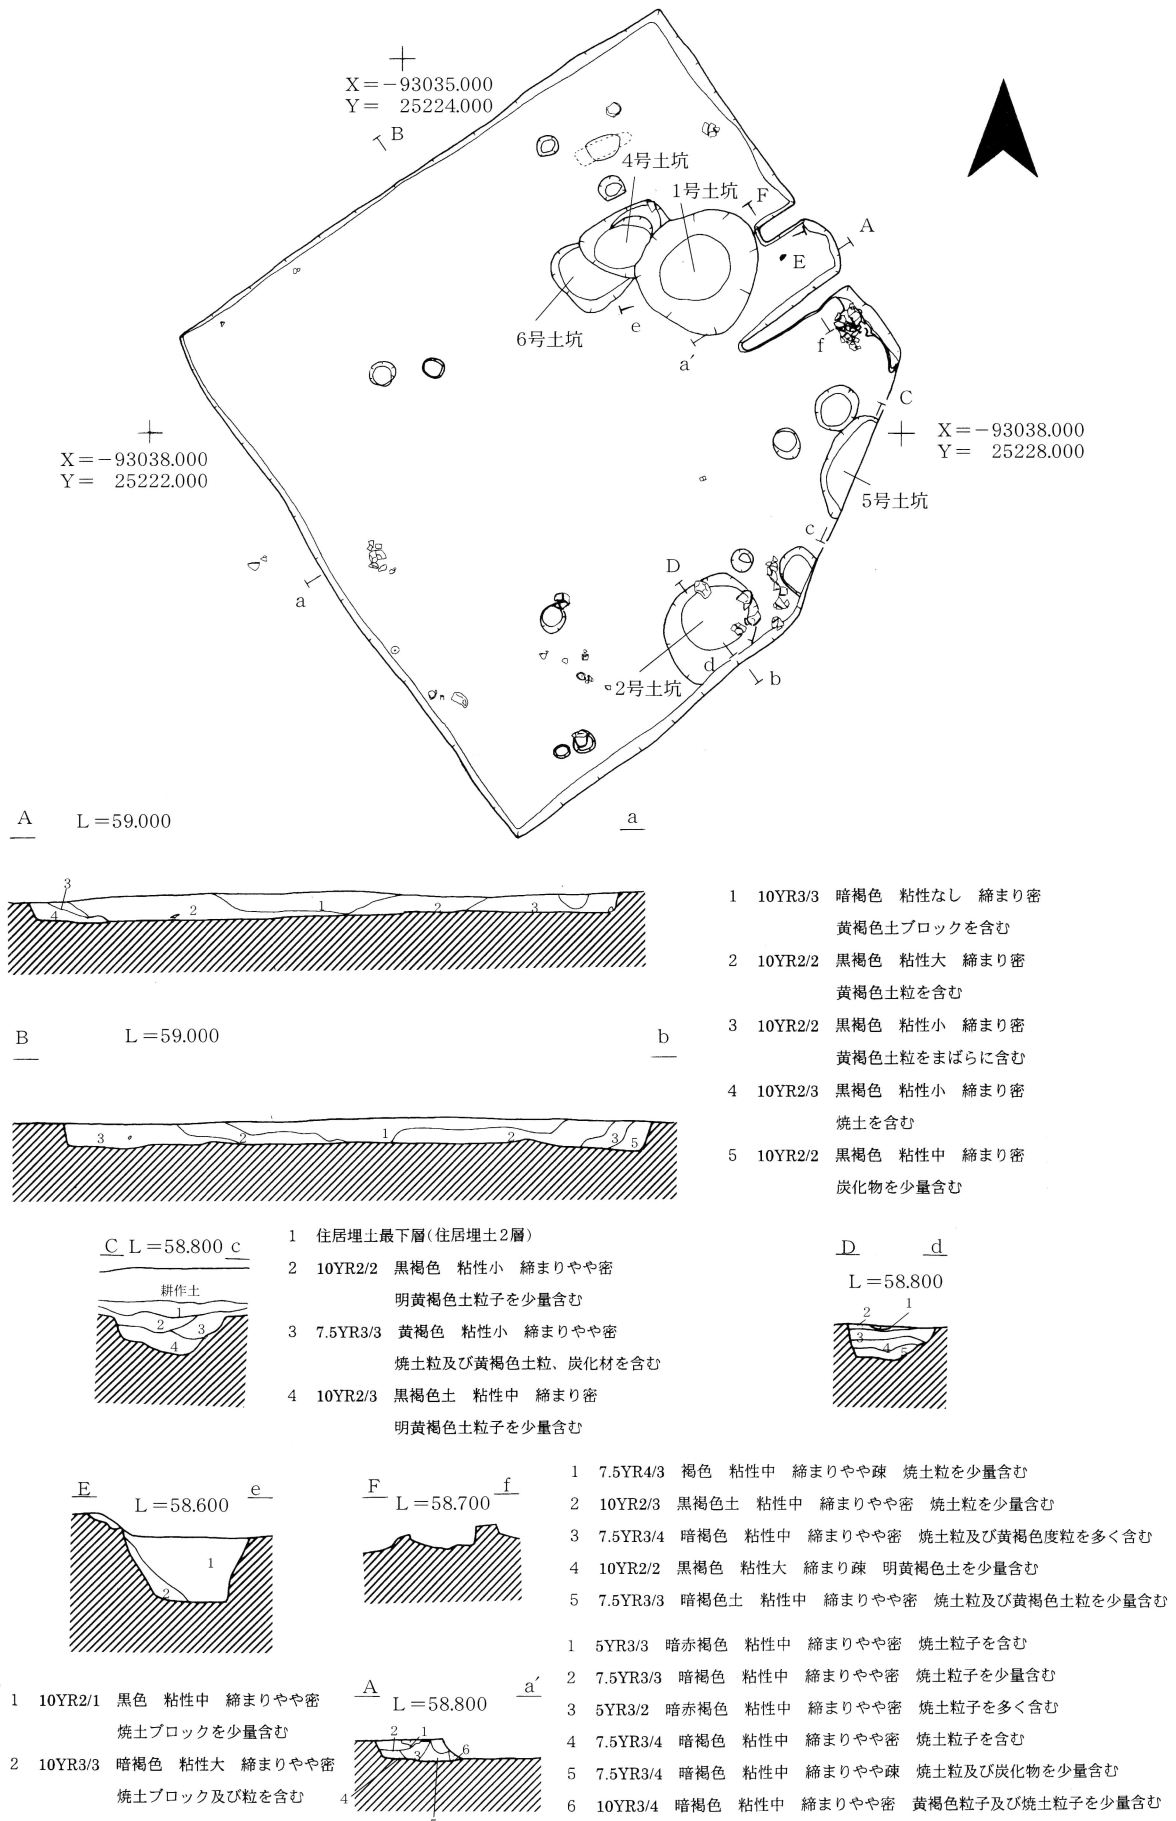 X=-93035.000
Y= 25224.000
B
4号土坑
1号土坑
F
A
E
6号土坑
e
a′
f
C
X=-93038.000
Y= 25228.000
X=-93038.000
Y= 25222.000
5号土坑
c
D
a
d
b
2号土坑
A L=59.000 a
3
4
2
1
2
3
B L=59.000 b
3
2
1
2
3
5
1 10YR3/3 暗褐色 粘性なし 締まり密
黄褐色土ブロックを含む
2 10YR2/2 黒褐色 粘性大 締まり密
黄褐色土粒を含む
3 10YR2/2 黒褐色 粘性小 締まり密
黄褐色土粒をまばらに含む
4 10YR2/3 黒褐色 粘性小 締まり密
焼土を含む
5 10YR2/2 黒褐色 粘性中 締まり密
炭化物を少量含む
C L=58.800 c
耕作土
1
2
3
4
1 住居埋土最下層(住居埋土2層)
2 10YR2/2 黒褐色 粘性小 締まりやや密
明黄褐色土粒子を少量含む
3 7.5YR3/3 黄褐色 粘性小 締まりやや密
焼土粒及び黄褐色土粒、炭化材を含む
4 10YR2/3 黒褐色土 粘性中 締まり密
明黄褐色土粒子を少量含む
D d
L=58.800
1
2
3
4
5
E L=58.600 e
1
2
F L=58.700 f
1 7.5YR4/3 褐色 粘性中 締まりやや疎 焼土粒を少量含む
2 10YR2/3 黒褐色土 粘性中 締まりやや密 焼土粒を少量含む
3 7.5YR3/4 暗褐色 粘性中 締まりやや密 焼土粒及び黄褐色度粒を多く含む
4 10YR2/2 黒褐色 粘性大 締まり疎 明黄褐色土を少量含む
5 7.5YR3/3 暗褐色土 粘性中 締まりやや密 焼土粒及び黄褐色土粒を少量含む
1 10YR2/1 黒色 粘性中 締まりやや密
焼土ブロックを少量含む
2 10YR3/3 暗褐色 粘性大 締まりやや密
焼土ブロック及び粒を含む
A L=58.800 a′
2
1
3
6
4
1 5YR3/3 暗赤褐色 粘性中 締まりやや密 焼土粒子を含む
2 7.5YR3/3 暗褐色 粘性中 締まりやや密 焼土粒子を少量含む
3 5YR3/2 暗赤褐色 粘性中 締まりやや密 焼土粒子を多く含む
4 7.5YR3/4 暗褐色 粘性中 締まりやや密 焼土粒子を含む
5 7.5YR3/4 暗褐色 粘性中 締まりやや疎 焼土粒及び炭化物を少量含む
6 10YR3/4 暗褐色 粘性中 締まりやや密 黄褐色粒子及び焼土粒子を少量含む